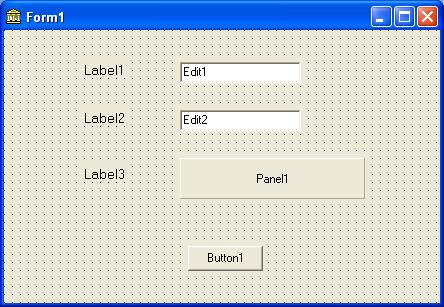 Form1
Label1 Edit1
Label2 Edit2
Label3 Panel1
Button1